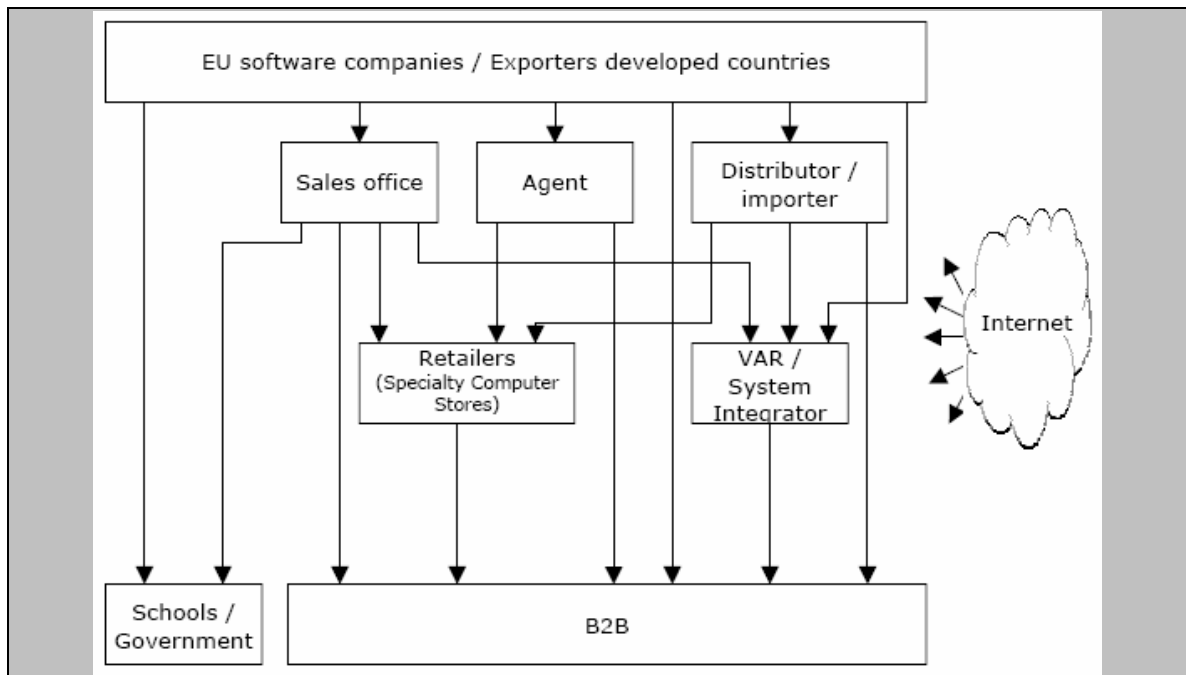 EU software companies / Exporters developed countries
Sales office
Agent
Distributor /
importer
Internet
Retailers
(Specialty Computer
Stores)
VAR /
System
Integrator
Schools /
Government
B2B